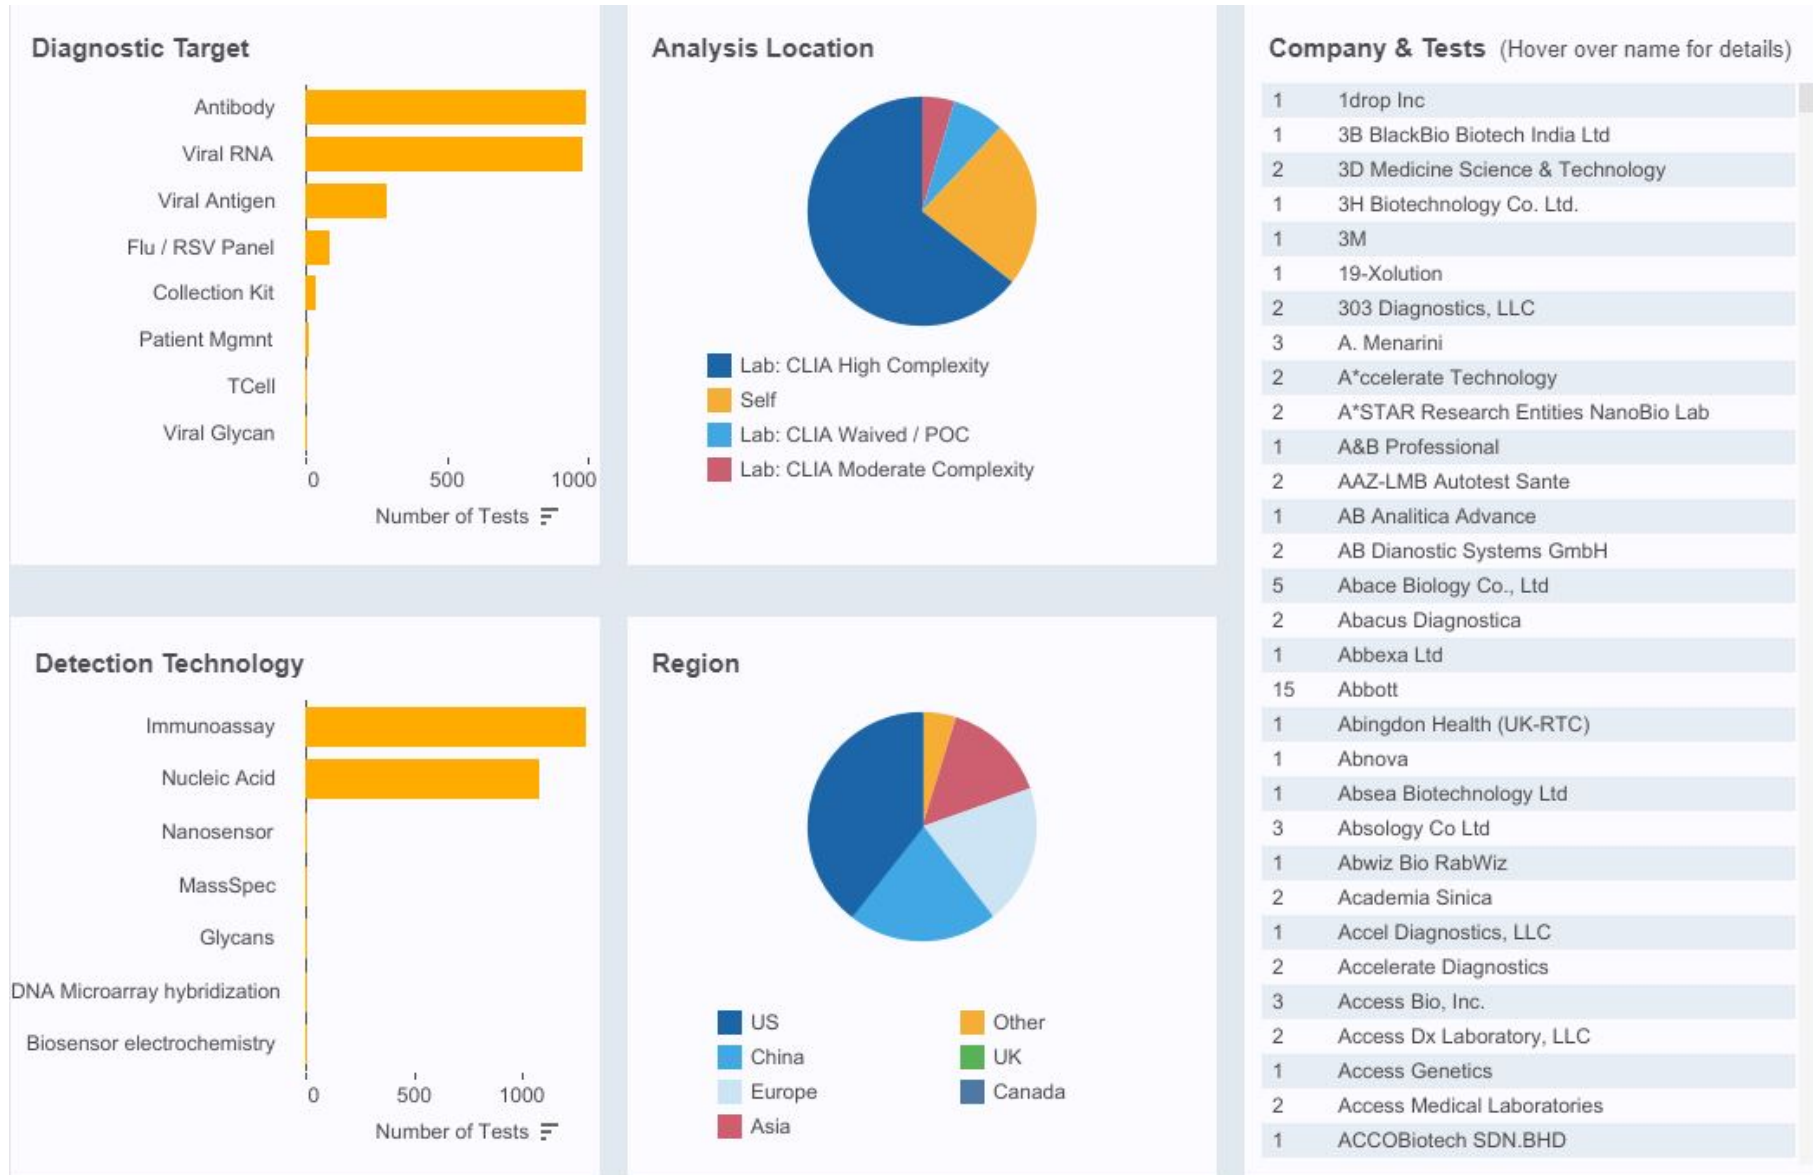 Diagnostic Target
Antibody
Viral RNA
Viral Antigen
Flu / RSV Panel
Collection Kit
Patient Mgmnt
TCell
Viral Glycan
0 500 1000
Number of Tests
Analysis Location
Lab: CLIA High Complexity
Self
Lab: CLIA Waived / POC
Lab: CLIA Moderate Complexity
Detection Technology
Immunoassay
Nucleic Acid
Nanosensor
MassSpec
Glycans
DNA Microarray hybridization
Biosensor electrochemistry
0 500 1000
Number of Tests
Region
US Other
China UK
Europe Canada
Asia
Company & Tests (Hover over name for details)
1 1drop Inc
1 3B BlackBio Biotech India Ltd
2 3D Medicine Science & Technology
1 3H Biotechnology Co. Ltd.
1 3M
1 19-Xolution
2 303 Diagnostics, LLC
3 A. Menarini
2 A*ccelerate Technology
2 A*STAR Research Entities NanoBio Lab
1 A&B Professional
2 AAZ-LMB Autotest Sante
1 AB Analitica Advance
2 AB Dianostic Systems GmbH
5 Abace Biology Co., Ltd
2 Abacus Diagnostica
1 Abbexa Ltd
15 Abbott
1 Abingdon Health (UK-RTC)
1 Abnova
1 Absea Biotechnology Ltd
3 Absology Co Ltd
1 Abwiz Bio RabWiz
2 Academia Sinica
1 Accel Diagnostics, LLC
2 Accelerate Diagnostics
3 Access Bio, Inc.
2 Access Dx Laboratory, LLC
1 Access Genetics
2 Access Medical Laboratories
1 ACCOBiotech SDN.BHD